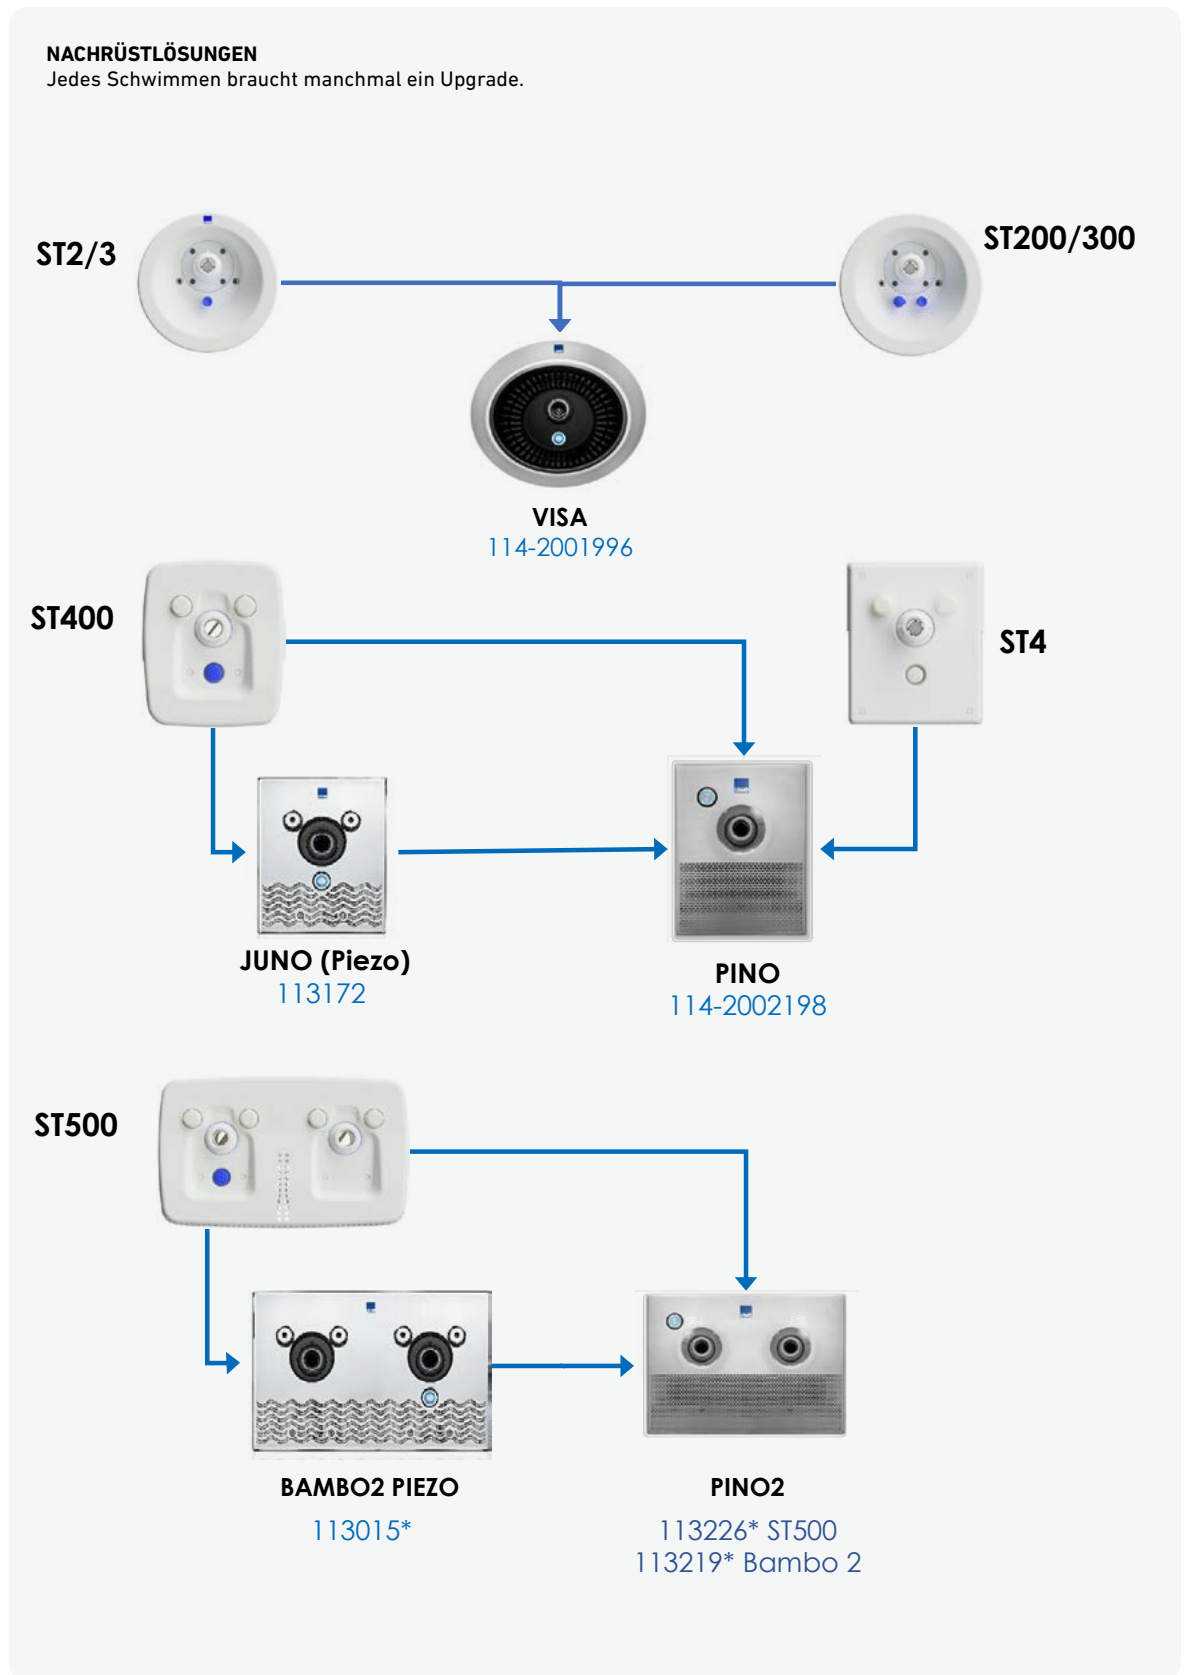 NACHRÜSTLÖSUNGEN
Jedes Schwimmen braucht manchmal ein Upgrade.
ST2/3
ST200/300
VISA
114-2001996
ST400
ST4
JUNO (Piezo)
113172
PINO
114-2002198
ST500
BAMBO2 PIEZO
113015*
PINO2
113226* ST500
113219* Bambo 2